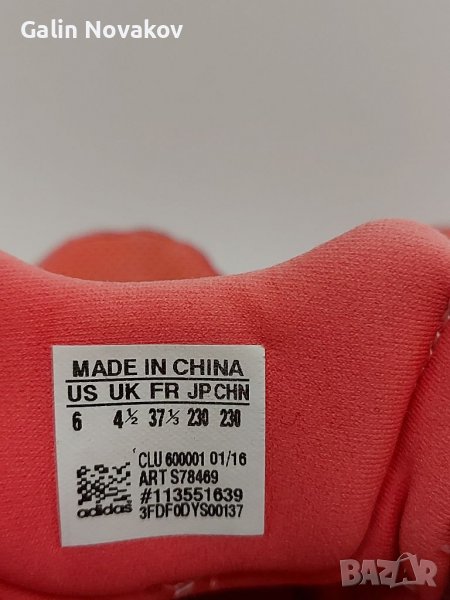 Galin Novakov
MADE IN CHINA
US UK FR JP CHN
6 4½ 37⅓ 230 230
CLU 600001 01/16
ART S78469
#113551639
adidas 3FDF0DYS00137
BAZAR